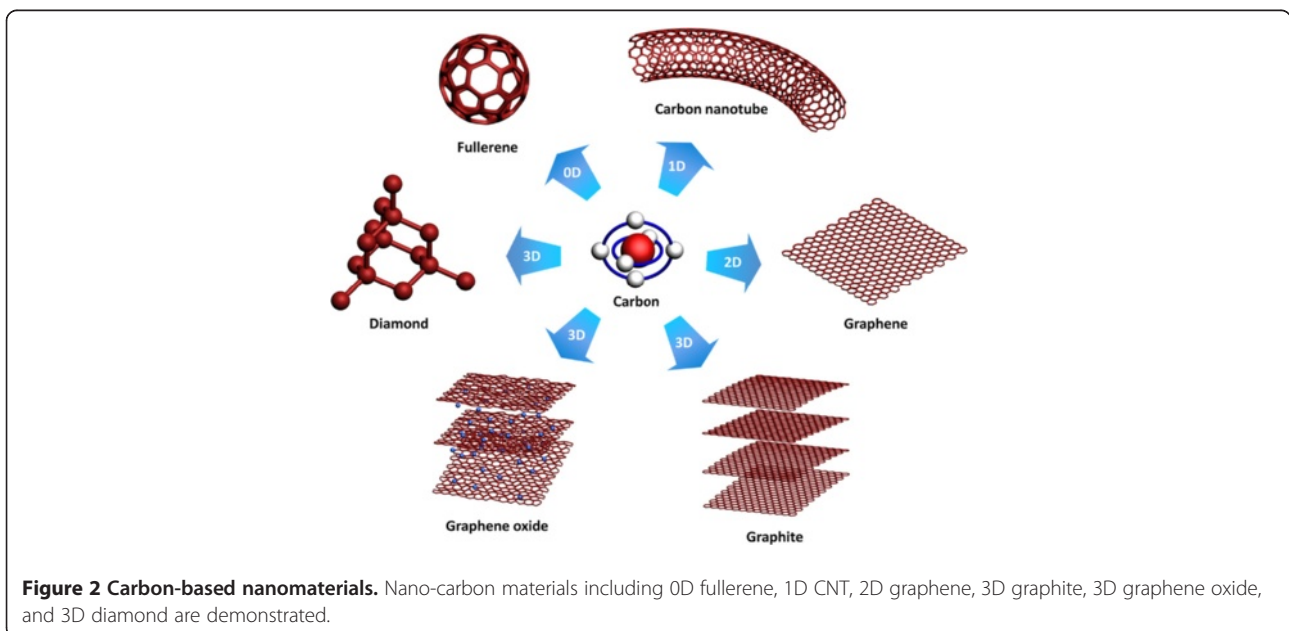 Fullerene
Carbon nanotube
0D
1D
3D
2D
Carbon
Diamond
Graphene
3D
3D
Graphene oxide
Graphite
Figure 2 Carbon-based nanomaterials. Nano-carbon materials including 0D fullerene, 1D CNT, 2D graphene, 3D graphite, 3D graphene oxide,
and 3D diamond are demonstrated.